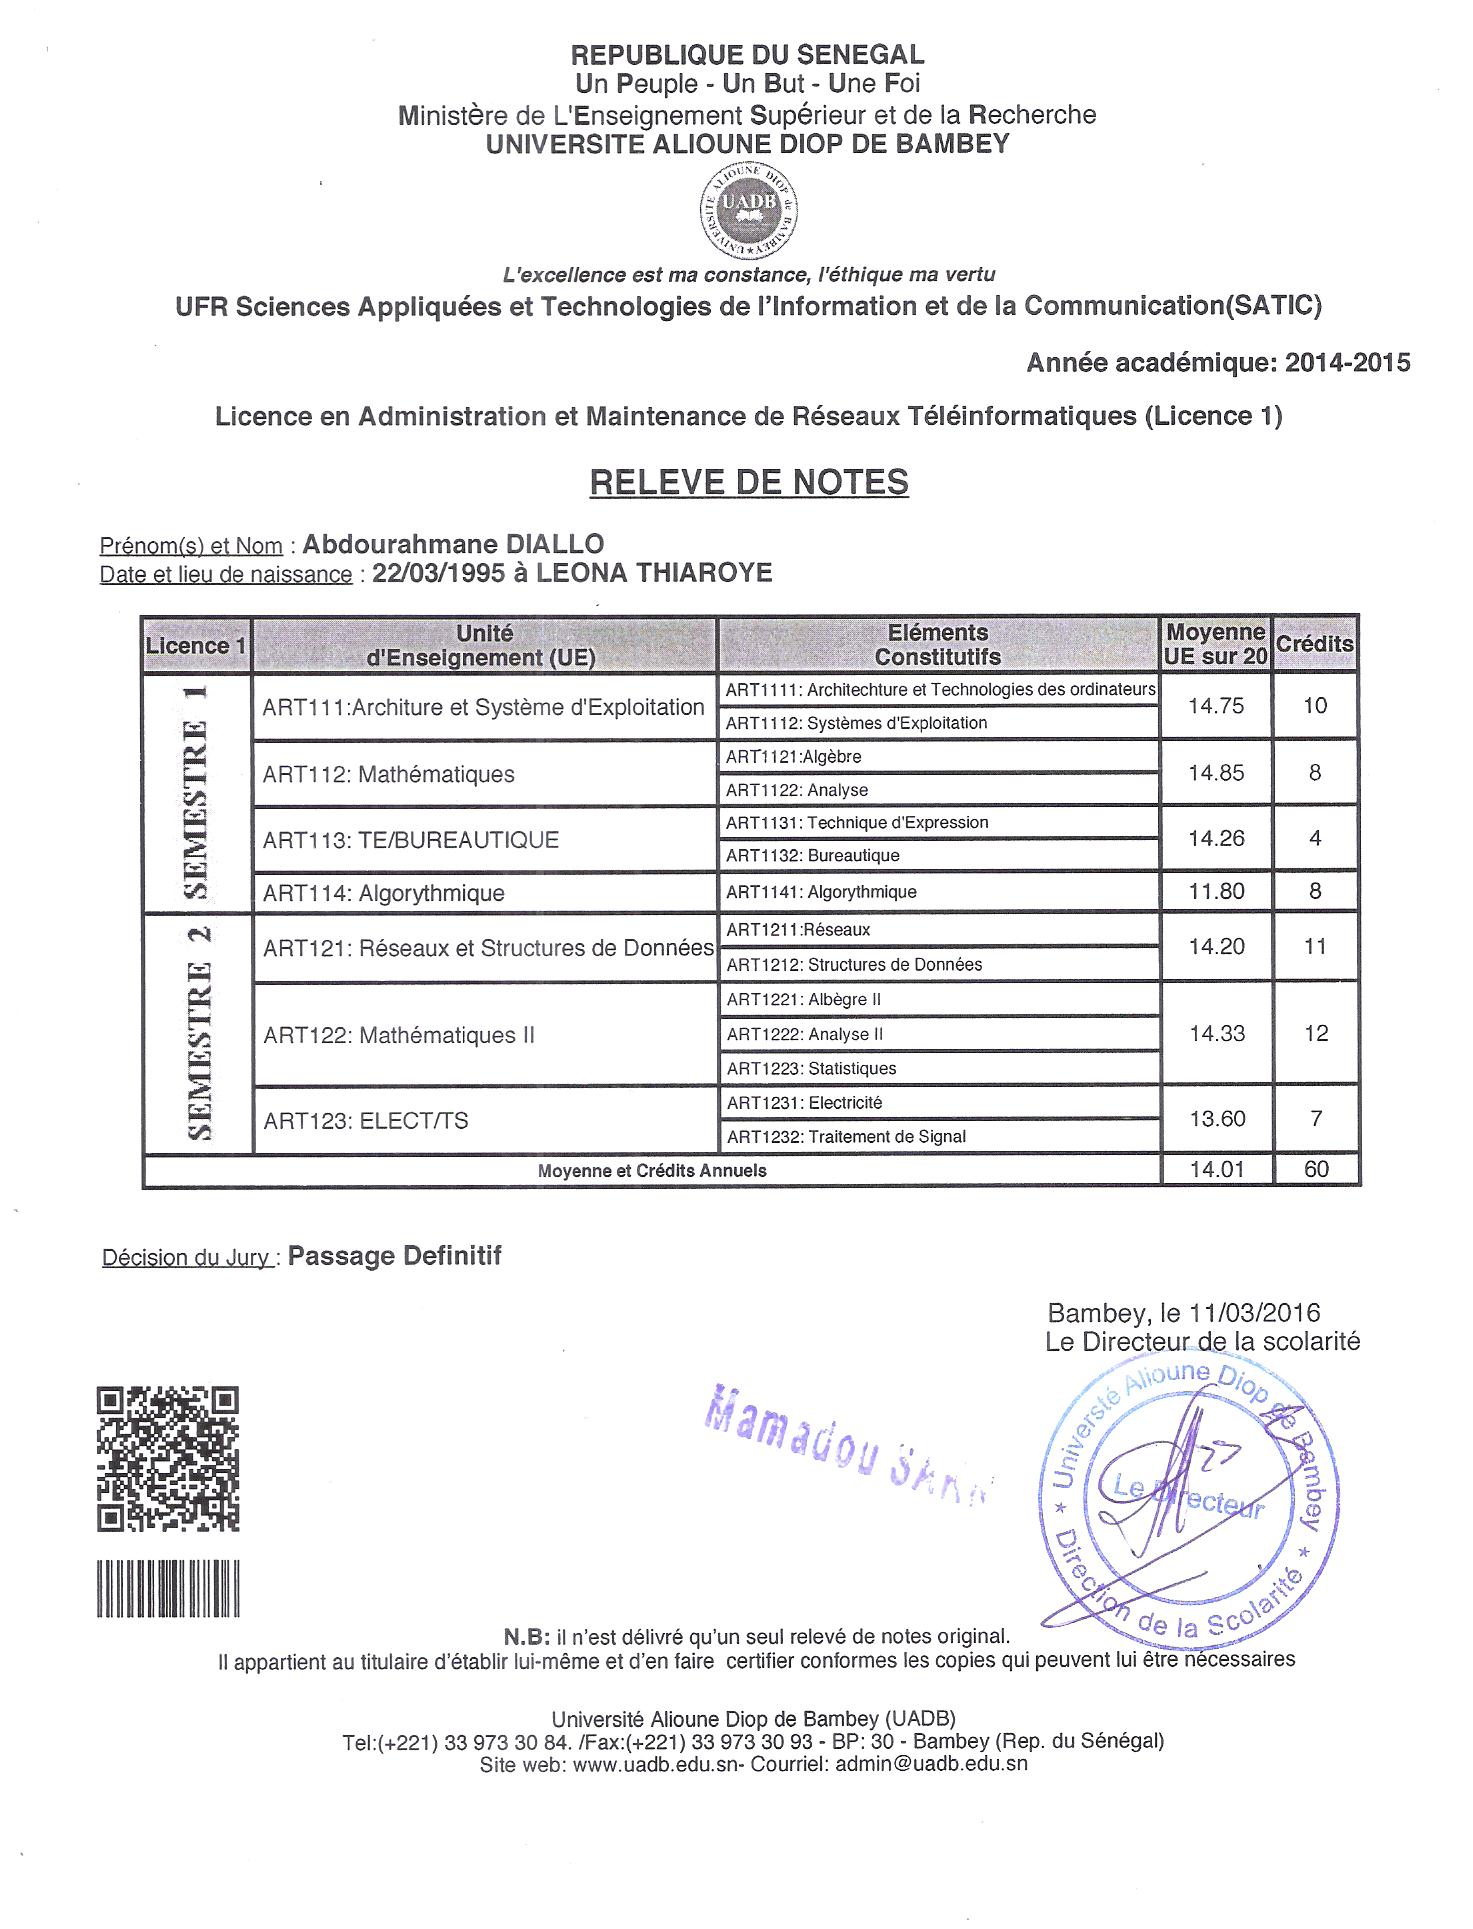 REPUBLIQUE DU SENEGAL
Un Peuple - Un But - Une Foi
Ministère de L'Enseignement Supérieur et de la Recherche
UNIVERSITE ALIOUNE DIOP DE BAMBEY
UNIVERSITE ALIOUNE DIOP de BAMBEY
UADB
L'excellence est ma constance, l'éthique ma vertu
UFR Sciences Appliquées et Technologies de l'Information et de la Communication(SATIC)
Année académique: 2014-2015
Licence en Administration et Maintenance de Réseaux Téléinformatiques (Licence 1)
RELEVE DE NOTES
Prénom(s) et Nom : Abdourahmane DIALLO
Date et lieu de naissance : 22/03/1995 à LEONA THIAROYE
Licence 1 Unité d'Enseignement (UE) Eléments Constitutifs Moyenne UE sur 20 Crédits
SEMESTRE 1
ART111:Architure et Système d'Exploitation ART1111: Architechture et Technologies des ordinateurs 14.75 10
ART1112: Systèmes d'Exploitation
ART112: Mathématiques ART1121:Algèbre 14.85 8
ART1122: Analyse
ART113: TE/BUREAUTIQUE ART1131: Technique d'Expression 14.26 4
ART1132: Bureautique
ART114: Algorythmique ART1141: Algorythmique 11.80 8
SEMESTRE 2
ART121: Réseaux et Structures de Données ART1211:Réseaux 14.20 11
ART1212: Structures de Données
ART122: Mathématiques II ART1221: Albègre II 14.33 12
ART1222: Analyse II
ART1223: Statistiques
ART123: ELECT/TS ART1231: Electricité 13.60 7
ART1232: Traitement de Signal
Moyenne et Crédits Annuels 14.01 60
Décision du Jury : Passage Definitif
Bambey, le 11/03/2016
Le Directeur de la scolarité
Mamadou
Universté Alioune Diop de Bambey
Le Directeur
Direction de la Scolarité
N.B: il n'est délivré qu'un seul relevé de notes original.
Il appartient au titulaire d'établir lui-même et d'en faire certifier conformes les copies qui peuvent lui être nécessaires
Université Alioune Diop de Bambey (UADB)
Tel:(+221) 33 973 30 84. /Fax:(+221) 33 973 30 93 - BP: 30 - Bambey (Rep. du Sénégal)
Site web: www.uadb.edu.sn- Courriel: admin@uadb.edu.sn